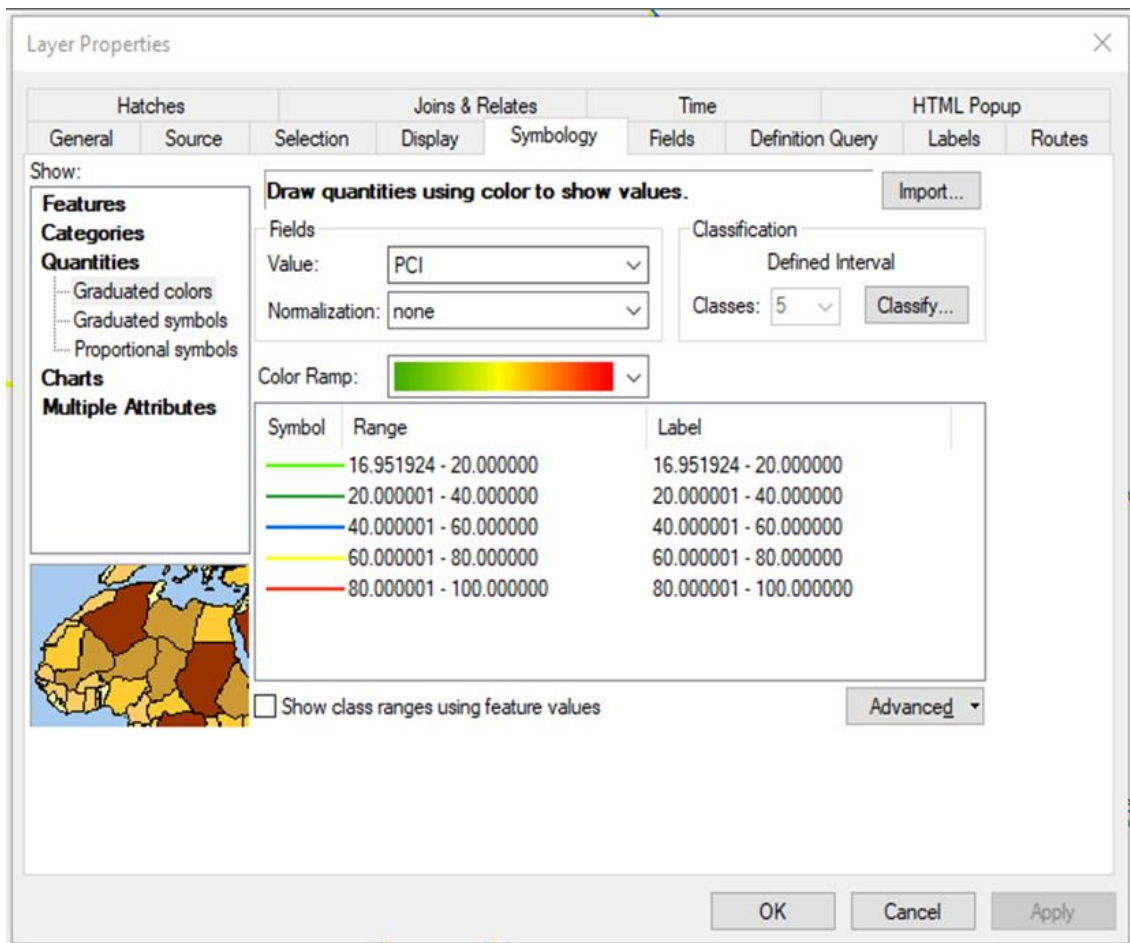 Layer Properties
Hatches Joins & Relates Time HTML Popup
General Source Selection Display Symbology Fields Definition Query Labels Routes
Show:
Features
Categories
Quantities
Graduated colors
Graduated symbols
Proportional symbols
Charts
Multiple Attributes
Draw quantities using color to show values.
Import...
Fields
Value: PCI
Normalization: none
Classification
Defined Interval
Classes: 5 Classify...
Color Ramp:
Symbol Range Label
16.951924 - 20.000000 16.951924 - 20.000000
20.000001 - 40.000000 20.000001 - 40.000000
40.000001 - 60.000000 40.000001 - 60.000000
60.000001 - 80.000000 60.000001 - 80.000000
80.000001 - 100.000000 80.000001 - 100.000000
Show class ranges using feature values
Advanced
OK Cancel Apply